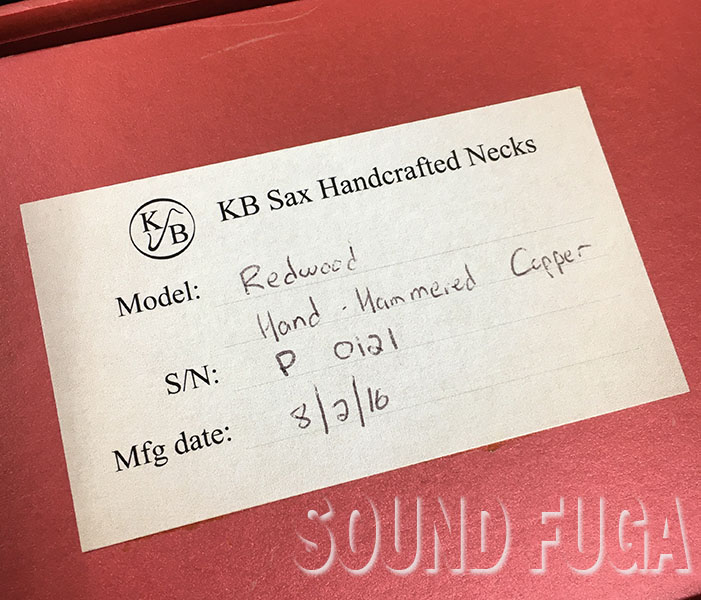 K B
KB Sax Handcrafted Necks
Model: Redwood
Hand-Hammered Copper
S/N: P 0121
Mfg date: 8/2/16
SOUND FUGA